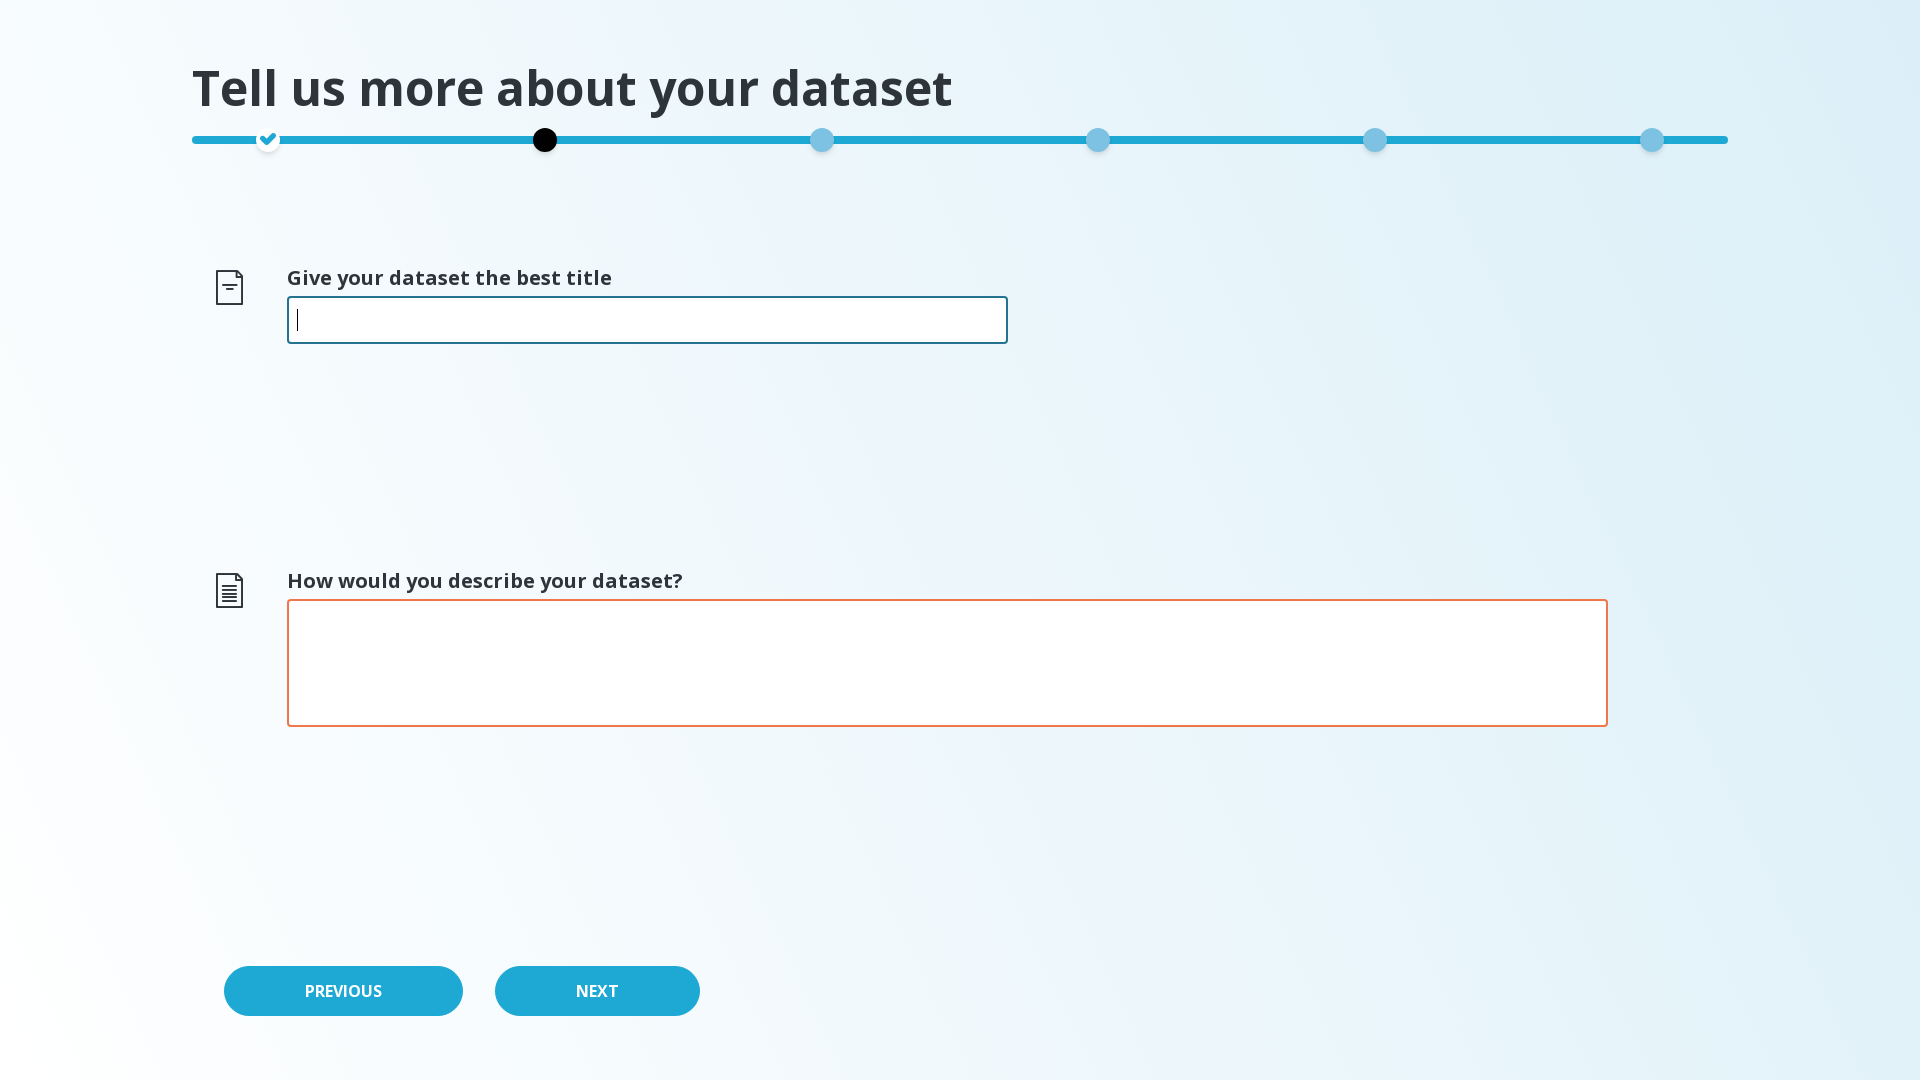 Tell us more about your dataset
Give your dataset the best title
How would you describe your dataset?
PREVIOUS
NEXT